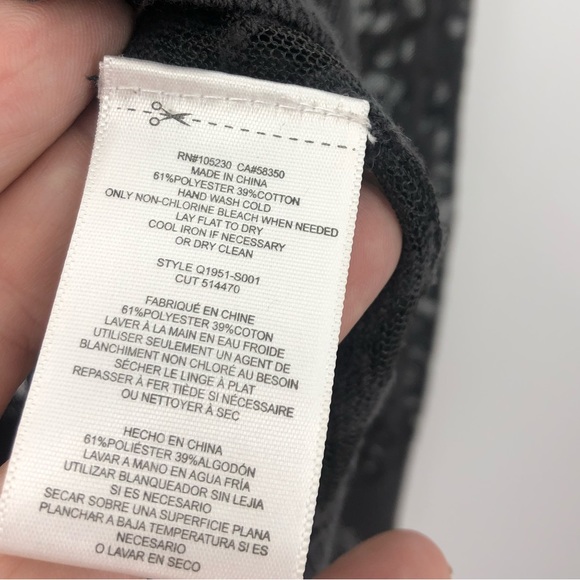 RN#105230 CA#58350
MADE IN CHINA
61%POLYESTER 39%COTTON
HAND WASH COLD
ONLY NON-CHLORINE BLEACH WHEN NEEDED
LAY FLAT TO DRY
COOL IRON IF NECESSARY
OR DRY CLEAN
STYLE Q1951-S001
CUT 514470
FABRIQUÉ EN CHINE
61%POLYESTER 39%COTON
LAVER À LA MAIN EN EAU FROIDE
UTILISER SEULEMENT UN AGENT DE
BLANCHIMENT NON CHLORÉ AU BESOIN
SÉCHER LE LINGE À PLAT
REPASSER À FER TIÈDE SI NÉCESSAIRE
OU NETTOYER À SEC
HECHO EN CHINA
61%POLIÉSTER 39%ALGODÓN
LAVAR A MANO EN AGUA FRÍA
UTILIZAR BLANQUEADOR SIN LEJIA
SI ES NECESARIO
SECAR SOBRE UNA SUPERFICIE PLANA
PLANCHAR A BAJA TEMPERATURA SI ES
NECESARIO
O LAVAR EN SECO